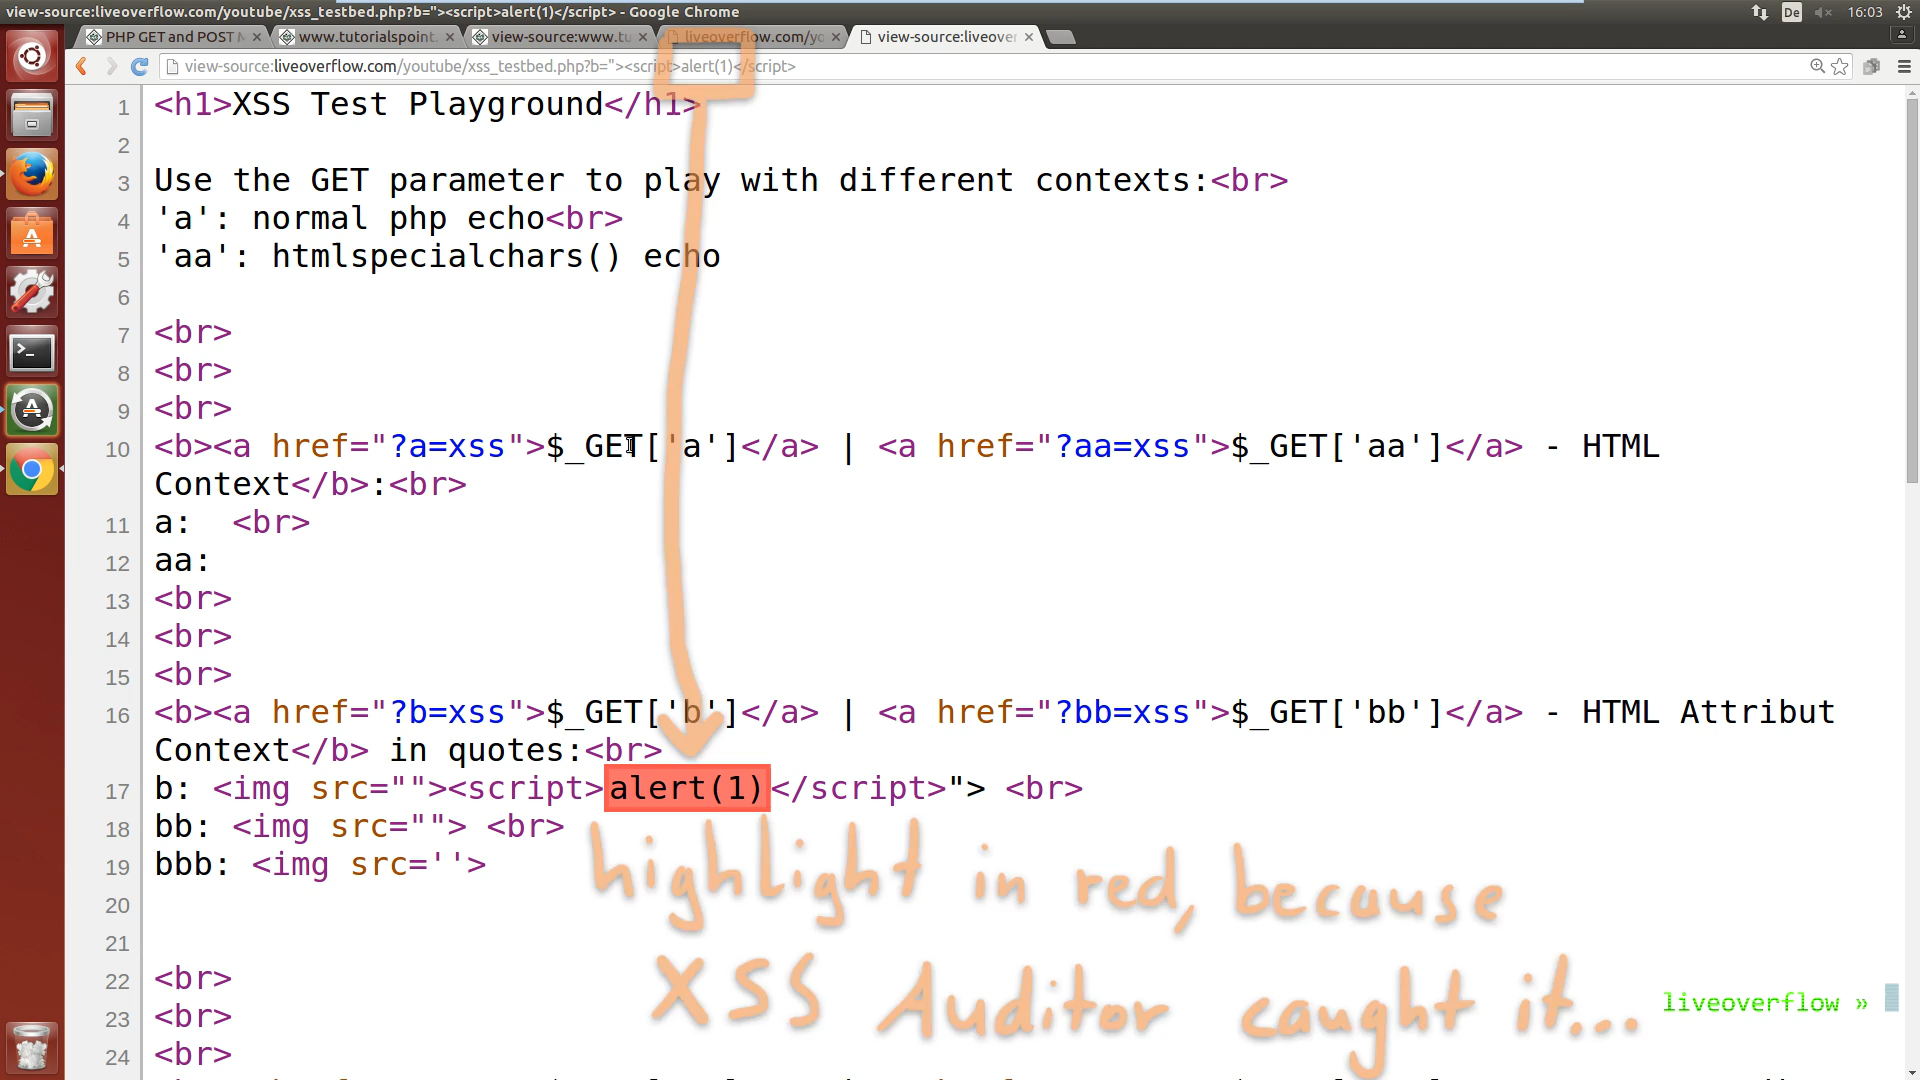 view-source:liveoverflow.com/youtube/xss_testbed.php?b="><script>alert(1)</script> - Google Chrome
De 16:03
PHP GET and POST M
www.tutorialspoint.
view-source:www.tu
liveoverflow.com/yo
view-source:liveover
view-source:liveoverflow.com/youtube/xss_testbed.php?b="><script>alert(1)</script>
1 <h1>XSS Test Playground</h1>
2
3 Use the GET parameter to play with different contexts:<br>
4 'a': normal php echo<br>
5 'aa': htmlspecialchars() echo
6
7 <br>
8 <br>
9 <br>
10 <b><a href="?a=xss">$_GET['a']</a> | <a href="?aa=xss">$_GET['aa']</a> - HTML
Context</b>:<br>
11 a:  <br>
12 aa:
13 <br>
14 <br>
15 <br>
16 <b><a href="?b=xss">$_GET['b']</a> | <a href="?bb=xss">$_GET['bb']</a> - HTML Attribut
Context</b> in quotes:<br>
17 b: <img src=""><script>alert(1)</script>"> <br>
18 bb: <img src=""> <br>
19 bbb: <img src=''>
highlight in red, because
20
21
22 <br>
XSS Auditor caught it...
liveoverflow »
23 <br>
24 <br>